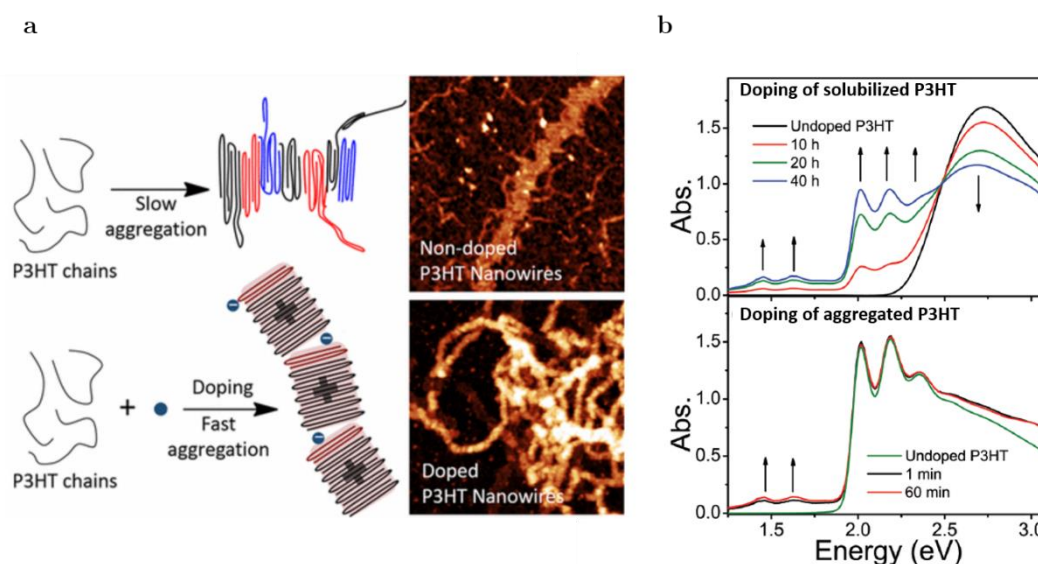 a
P3HT chains
Slow
aggregation
Non-doped
P3HT Nanowires
P3HT chains
+
Doping
Fast
aggregation
Doped
P3HT Nanowires
b
Doping of solubilized P3HT
Undoped P3HT
10 h
20 h
40 h
Abs.
1.5
1.0
0.5
0.0
Doping of aggregated P3HT
Undoped P3HT
1 min
60 min
Abs.
1.5
1.0
0.5
0.0
1.5 2.0 2.5 3.0
Energy (eV)